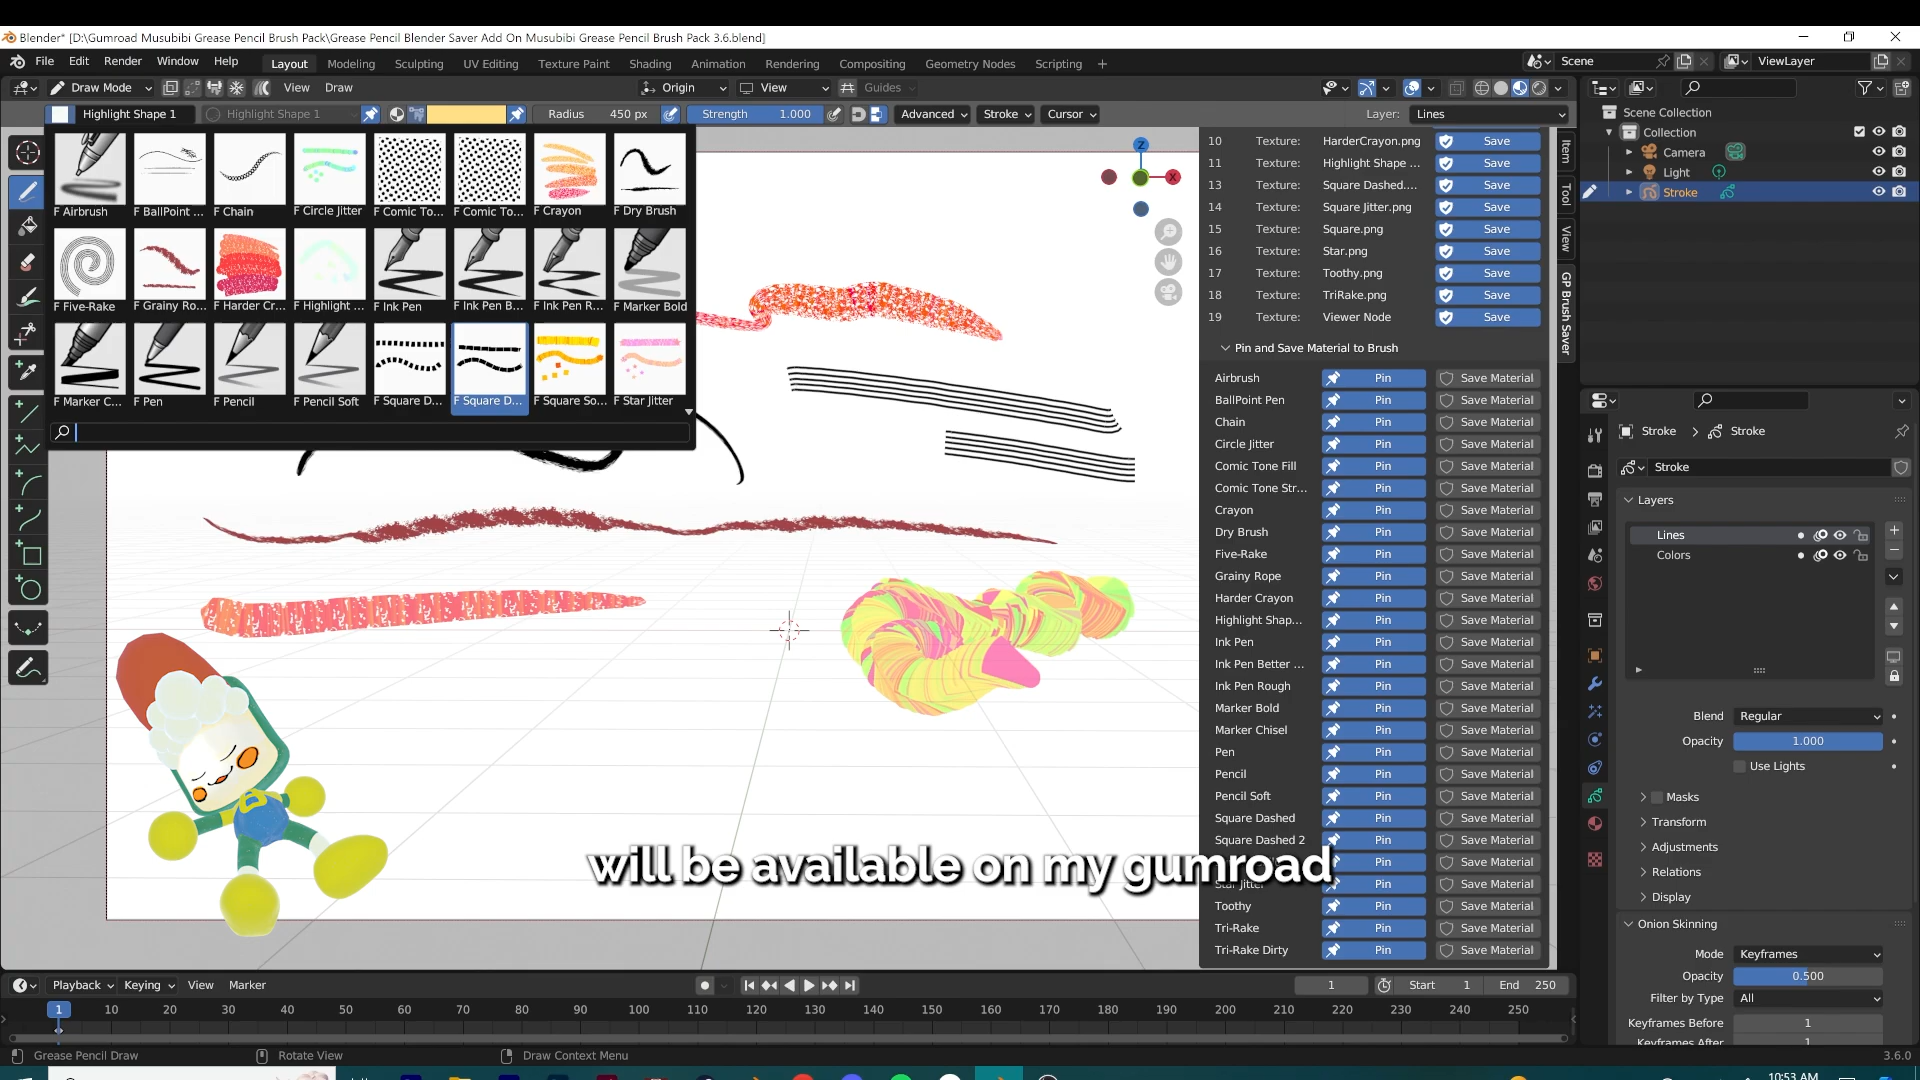 Blender* [D:\Gumroad Musubibi Grease Pencil Brush Pack\Grease Pencil Blender Saver Add On Musubibi Grease Pencil Brush Pack 3.6.blend]
File Edit Render Window Help Layout Modeling Sculpting UV Editing Texture Paint Shading Animation Rendering Compositing Geometry Nodes Scripting + Scene ViewLayer
Draw Mode View Draw Origin View Guides
Highlight Shape 1 Highlight Shape 1 Radius 450 px Strength 1.000 Advanced Stroke Cursor Layer: Lines
F Airbrush F BallPoint ... F Chain F Circle Jitter F Comic To... F Comic To... F Crayon F Dry Brush
F Five-Rake F Grainy Ro... F Harder Cr... F Highlight ... F Ink Pen F Ink Pen B... F Ink Pen R... F Marker Bold
F Marker C... F Pen F Pencil F Pencil Soft F Square D... F Square D... F Square So... F Star Jitter
Z
X
10 Texture: HarderCrayon.png Save
11 Texture: Highlight Shape ... Save
13 Texture: Square Dashed.... Save
14 Texture: Square Jitter.png Save
15 Texture: Square.png Save
16 Texture: Star.png Save
17 Texture: Toothy.png Save
18 Texture: TriRake.png Save
19 Texture: Viewer Node Save
Pin and Save Material to Brush
Airbrush Pin Save Material
BallPoint Pen Pin Save Material
Chain Pin Save Material
Circle Jitter Pin Save Material
Comic Tone Fill Pin Save Material
Comic Tone Str... Pin Save Material
Crayon Pin Save Material
Dry Brush Pin Save Material
Five-Rake Pin Save Material
Grainy Rope Pin Save Material
Harder Crayon Pin Save Material
Highlight Shap... Pin Save Material
Ink Pen Pin Save Material
Ink Pen Better ... Pin Save Material
Ink Pen Rough Pin Save Material
Marker Bold Pin Save Material
Marker Chisel Pin Save Material
Pen Pin Save Material
Pencil Pin Save Material
Pencil Soft Pin Save Material
Square Dashed Pin Save Material
Square Dashed 2 Pin Save Material
Pin Save Material
Star Jitter Pin Save Material
Toothy Pin Save Material
Tri-Rake Pin Save Material
Tri-Rake Dirty Pin Save Material
will be available on my gumroad
Item
Tool
View
GP Brush Saver
Scene Collection
Collection
Camera
Light
Stroke
Stroke > Stroke
Stroke
Layers
Lines
Colors
Blend Regular
Opacity 1.000
Use Lights
Masks
Transform
Adjustments
Relations
Display
Onion Skinning
Mode Keyframes
Opacity 0.500
Filter by Type All
Keyframes Before 1
Keyframes After 1
Playback Keying View Marker 1 Start 1 End 250
1 10 20 30 40 50 60 70 80 90 100 110 120 130 140 150 160 170 180 190 200 210 220 230 240 250
Grease Pencil Draw Rotate View Draw Context Menu 3.6.0
10:53 AM